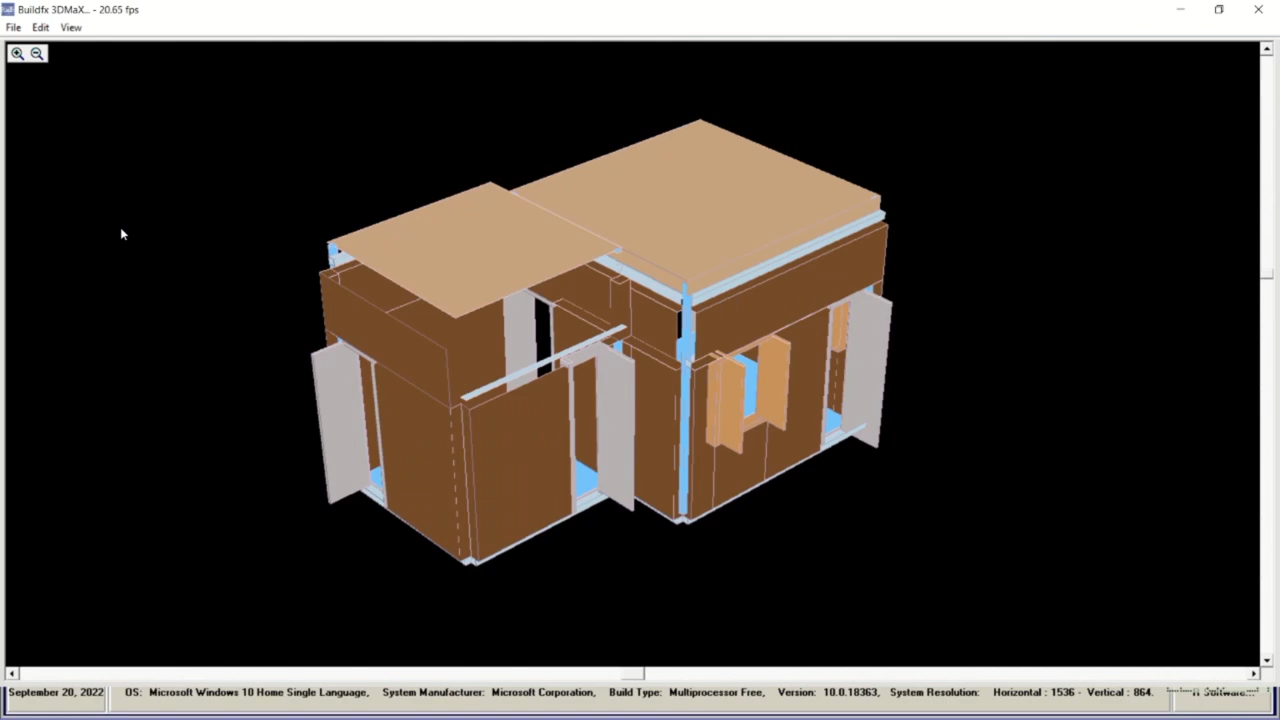 Buildfx 3DMaX... - 20.65 fps
File Edit View
September 20, 2022 OS: Microsoft Windows 10 Home Single Language, System Manufacturer: Microsoft Corporation, Build Type: Multiprocessor Free, Version: 10.0.18363, System Resolution: Horizontal : 1536 - Vertical : 864.